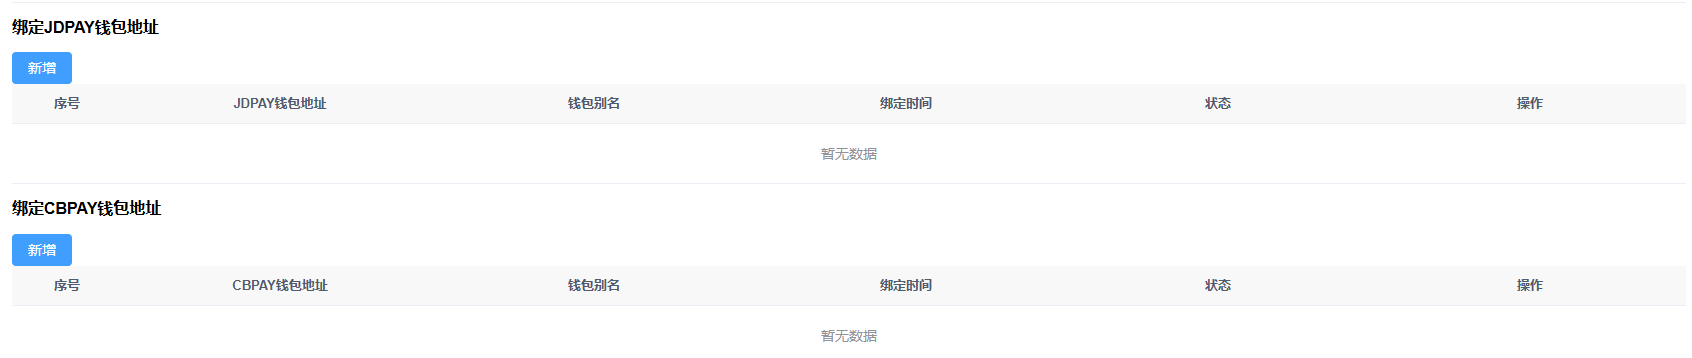 绑定JDPAY钱包地址
新增
序号 JDPAY钱包地址 钱包别名 绑定时间 状态 操作
暂无数据
绑定CBPAY钱包地址
新增
序号 CBPAY钱包地址 钱包别名 绑定时间 状态 操作
暂无数据